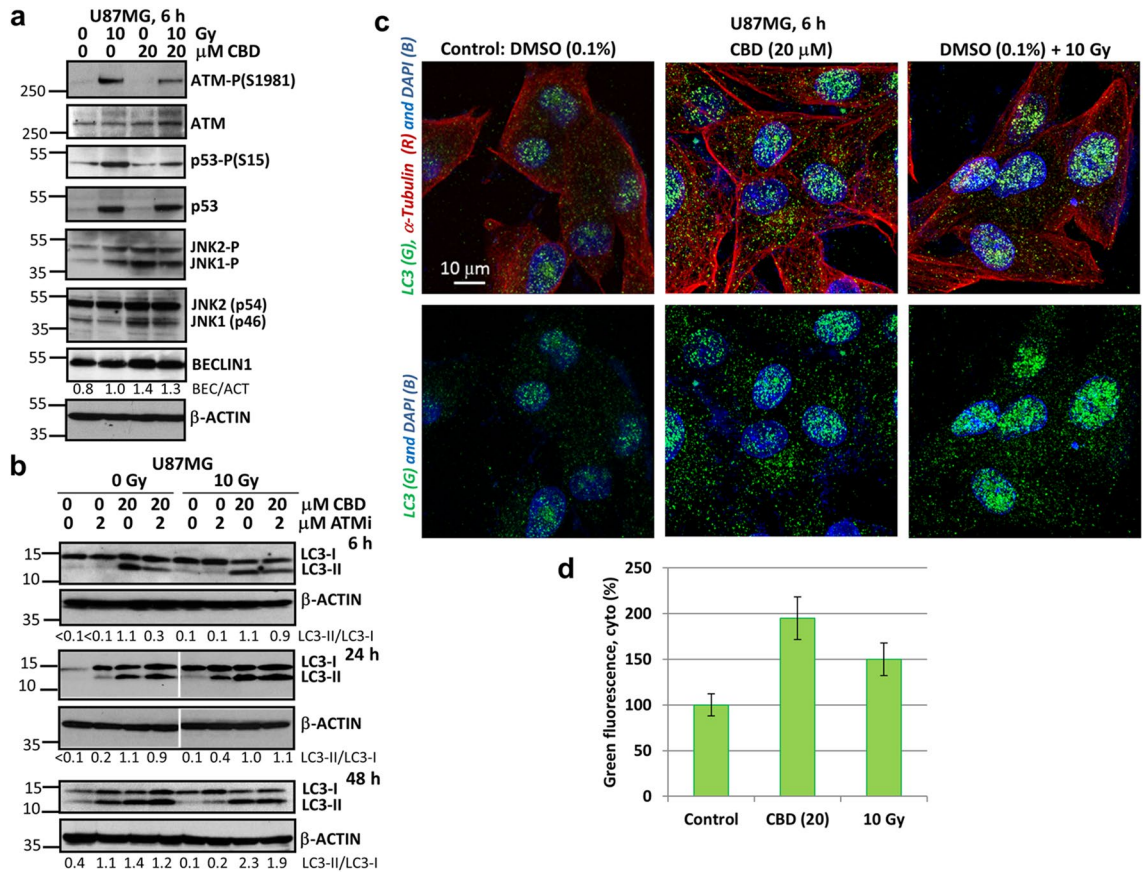 a
U87MG, 6 h
0 10 0 10 Gy
0 0 20 20 μM CBD
250 ATM-P(S1981)
250 ATM
55 p53-P(S15)
55 p53
55 JNK2-P
35 JNK1-P
55 JNK2 (p54)
35 JNK1 (p46)
55 BECLIN1
0.8 1.0 1.4 1.3 BEC/ACT
55 β-ACTIN
35
b
U87MG
0 Gy 10 Gy
0 0 20 20 0 0 20 20 μM CBD
0 2 0 2 0 2 0 2 μM ATMi
6 h
15 LC3-I
10 LC3-II
β-ACTIN
35
<0.1 <0.1 1.1 0.3 0.1 0.1 1.1 0.9 LC3-II/LC3-I
24 h
15 LC3-I
10 LC3-II
β-ACTIN
35
<0.1 0.2 1.1 0.9 0.1 0.4 1.0 1.1 LC3-II/LC3-I
48 h
15 LC3-I
10 LC3-II
35 β-ACTIN
0.4 1.1 1.4 1.2 0.1 0.2 2.3 1.9 LC3-II/LC3-I
c
U87MG, 6 h
Control: DMSO (0.1%) CBD (20 μM) DMSO (0.1%) + 10 Gy
LC3 (G), α-Tubulin (R) and DAPI (B)
10 μm
LC3 (G) and DAPI (B)
d
Green fluorescence, cyto (%)
250
200
150
100
50
0
Control CBD (20) 10 Gy